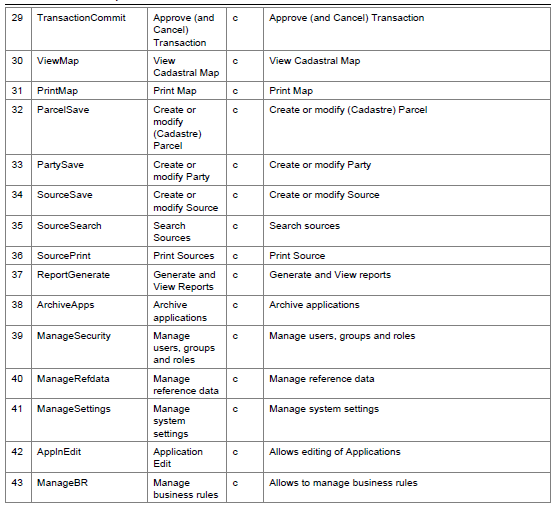 29 TransactionCommit Approve (and Cancel) Transaction c Approve (and Cancel) Transaction
30 ViewMap View Cadastral Map c View Cadastral Map
31 PrintMap Print Map c Print Map
32 ParcelSave Create or modify (Cadastre) Parcel c Create or modify (Cadastre) Parcel
33 PartySave Create or modify Party c Create or modify Party
34 SourceSave Create or modify Source c Create or modify Source
35 SourceSearch Search Sources c Search sources
36 SourcePrint Print Sources c Print Source
37 ReportGenerate Generate and View Reports c Generate and View reports
38 ArchiveApps Archive applications c Archive applications
39 ManageSecurity Manage users, groups and roles c Manage users, groups and roles
40 ManageRefdata Manage reference data c Manage reference data
41 ManageSettings Manage system settings c Manage system settings
42 ApplnEdit Application Edit c Allows editing of Applications
43 ManageBR Manage business rules c Allows to manage business rules